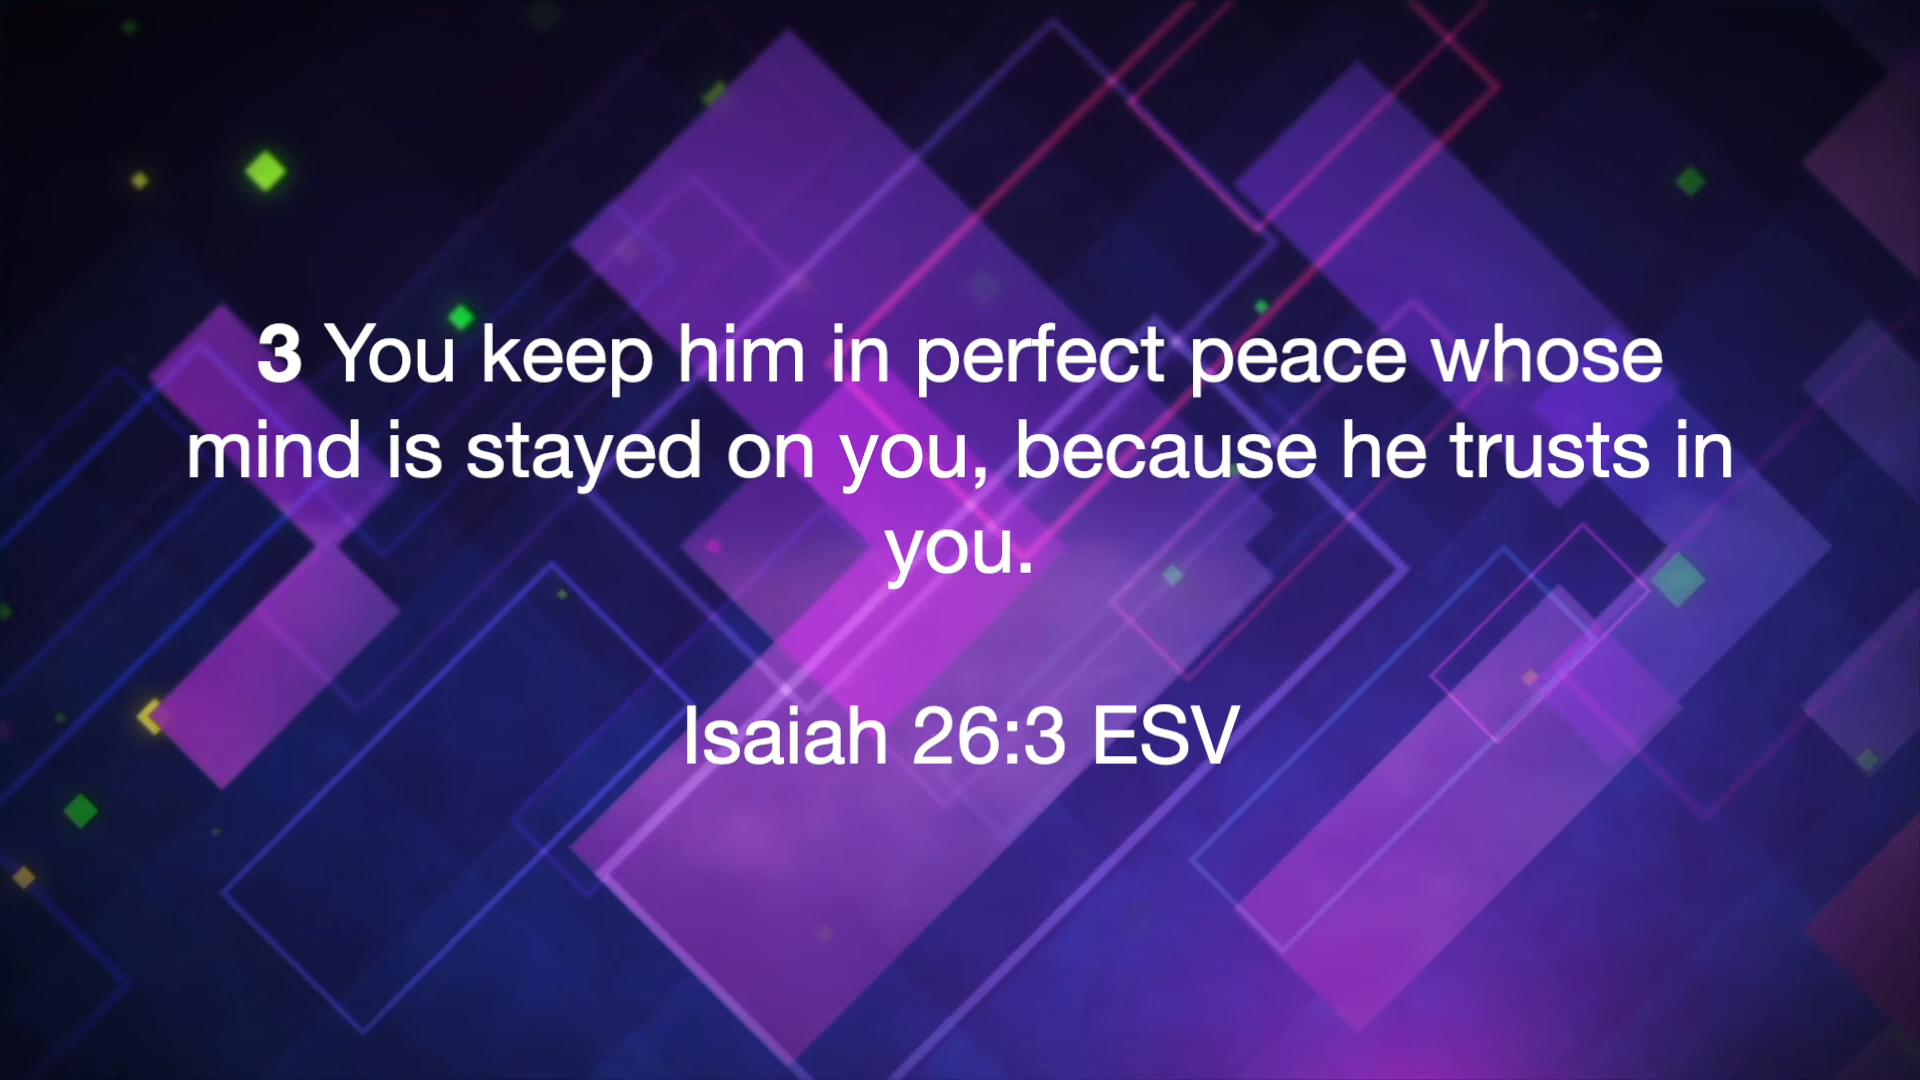 3 You keep him in perfect peace whose
mind is stayed on you, because he trusts in
you.
Isaiah 26:3 ESV